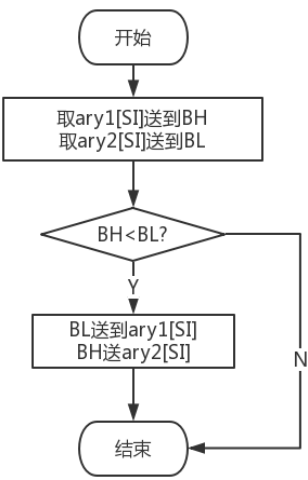 开始
取ary1[SI]送到BH
取ary2[SI]送到BL
BH<BL?
Y
BL送到ary1[SI]
BH送ary2[SI]
N
结束